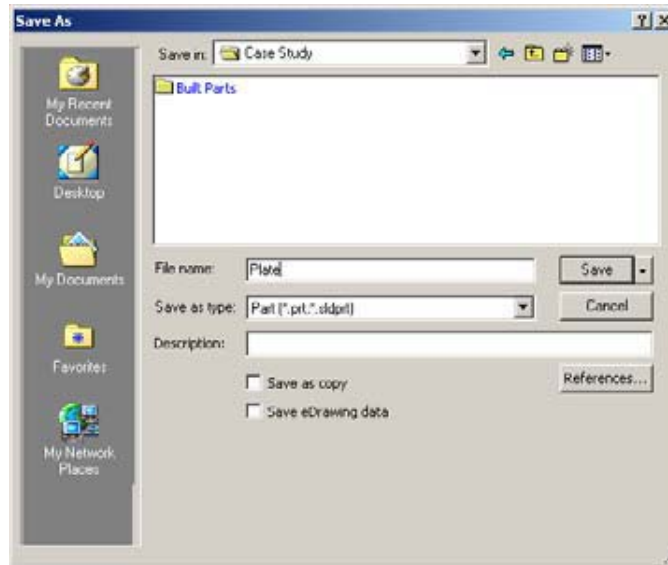 Save As
Save in: Case Study
Built Parts
My Recent
Documents
Desktop
My Documents
Favorites
My Network
Places
File name: Plate
Save
Save as type: Part (*.prt;*.sldprt)
Cancel
Description:
References...
Save as copy
Save eDrawing data